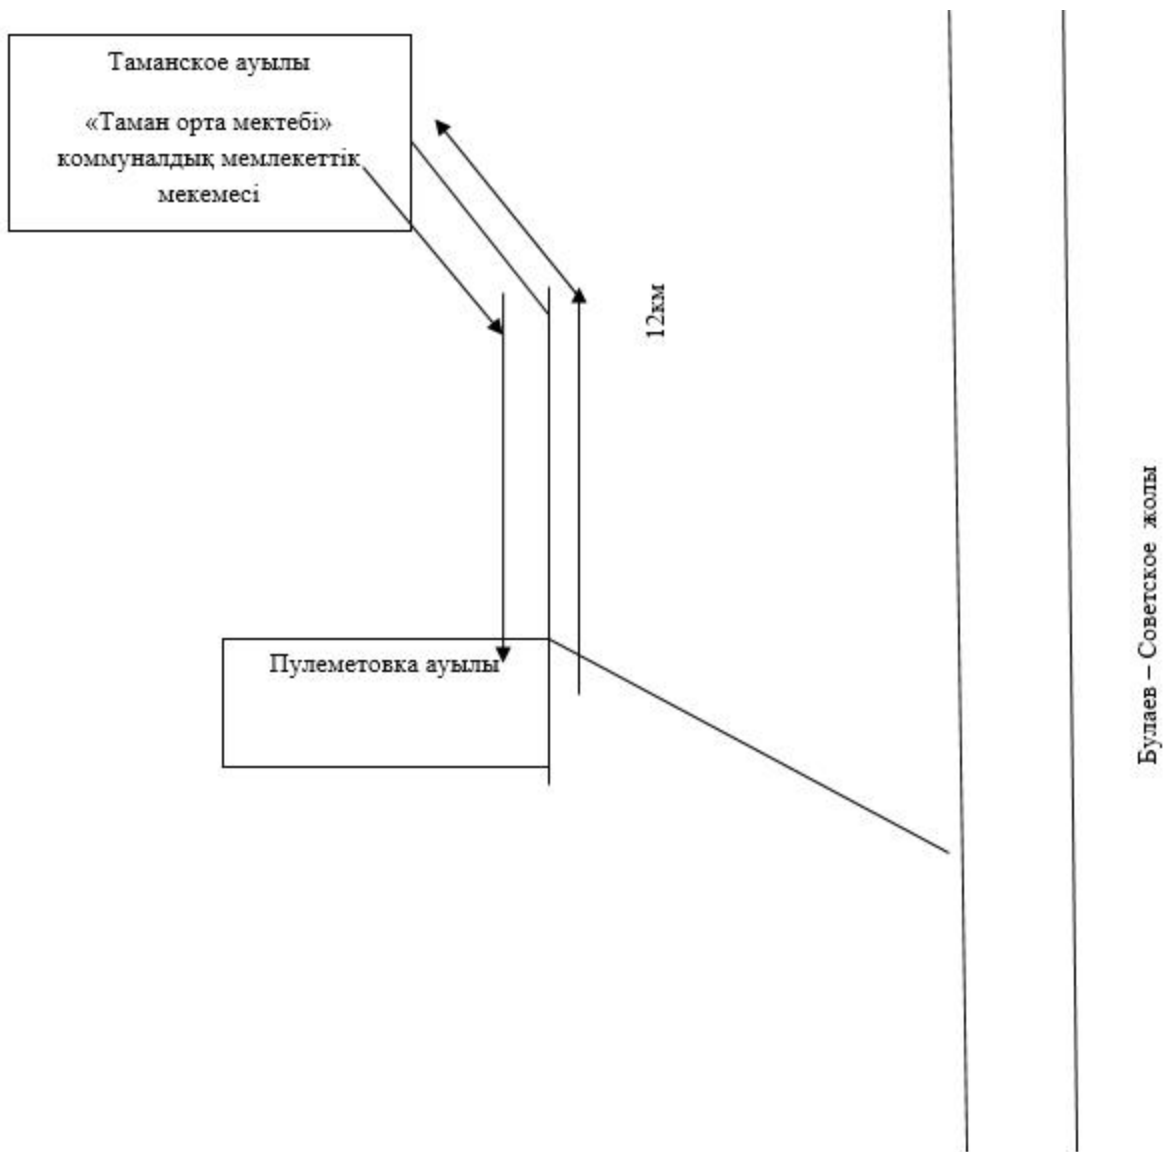 Таманское ауылы
«Таман орта мектебі»
коммуналдық мемлекеттік
мекемесі
12км
Пулеметовка ауылы
Булаев – Советское жолы